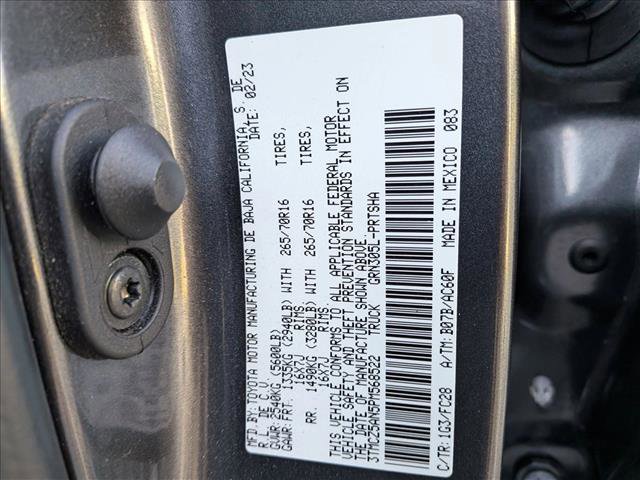 MFD.BY: TOYOTA MOTOR MANUFACTURING DE BAJA CALIFORNIA S. DE
R.L. DE C.V. DATE: 02/23
GVWR: 2540KG (5600LB)
GAWR: FRT. 1335KG (2940LB) WITH 265/70R16 TIRES,
16X7J RIMS
RR. 1490KG (3280LB) WITH 265/70R16 TIRES,
16X7J RIMS
THIS VEHICLE CONFORMS TO ALL APPLICABLE FEDERAL MOTOR
VEHICLE SAFETY AND THEFT PREVENTION STANDARDS IN EFFECT ON
THE DATE OF MANUFACTURE SHOWN ABOVE.
3TMCZ5AN5PM568522 TRUCK GRN305L-PRTSHA
C/TR: 1G3/FC28 A/TM: B07B/AC60F MADE IN MEXICO 083